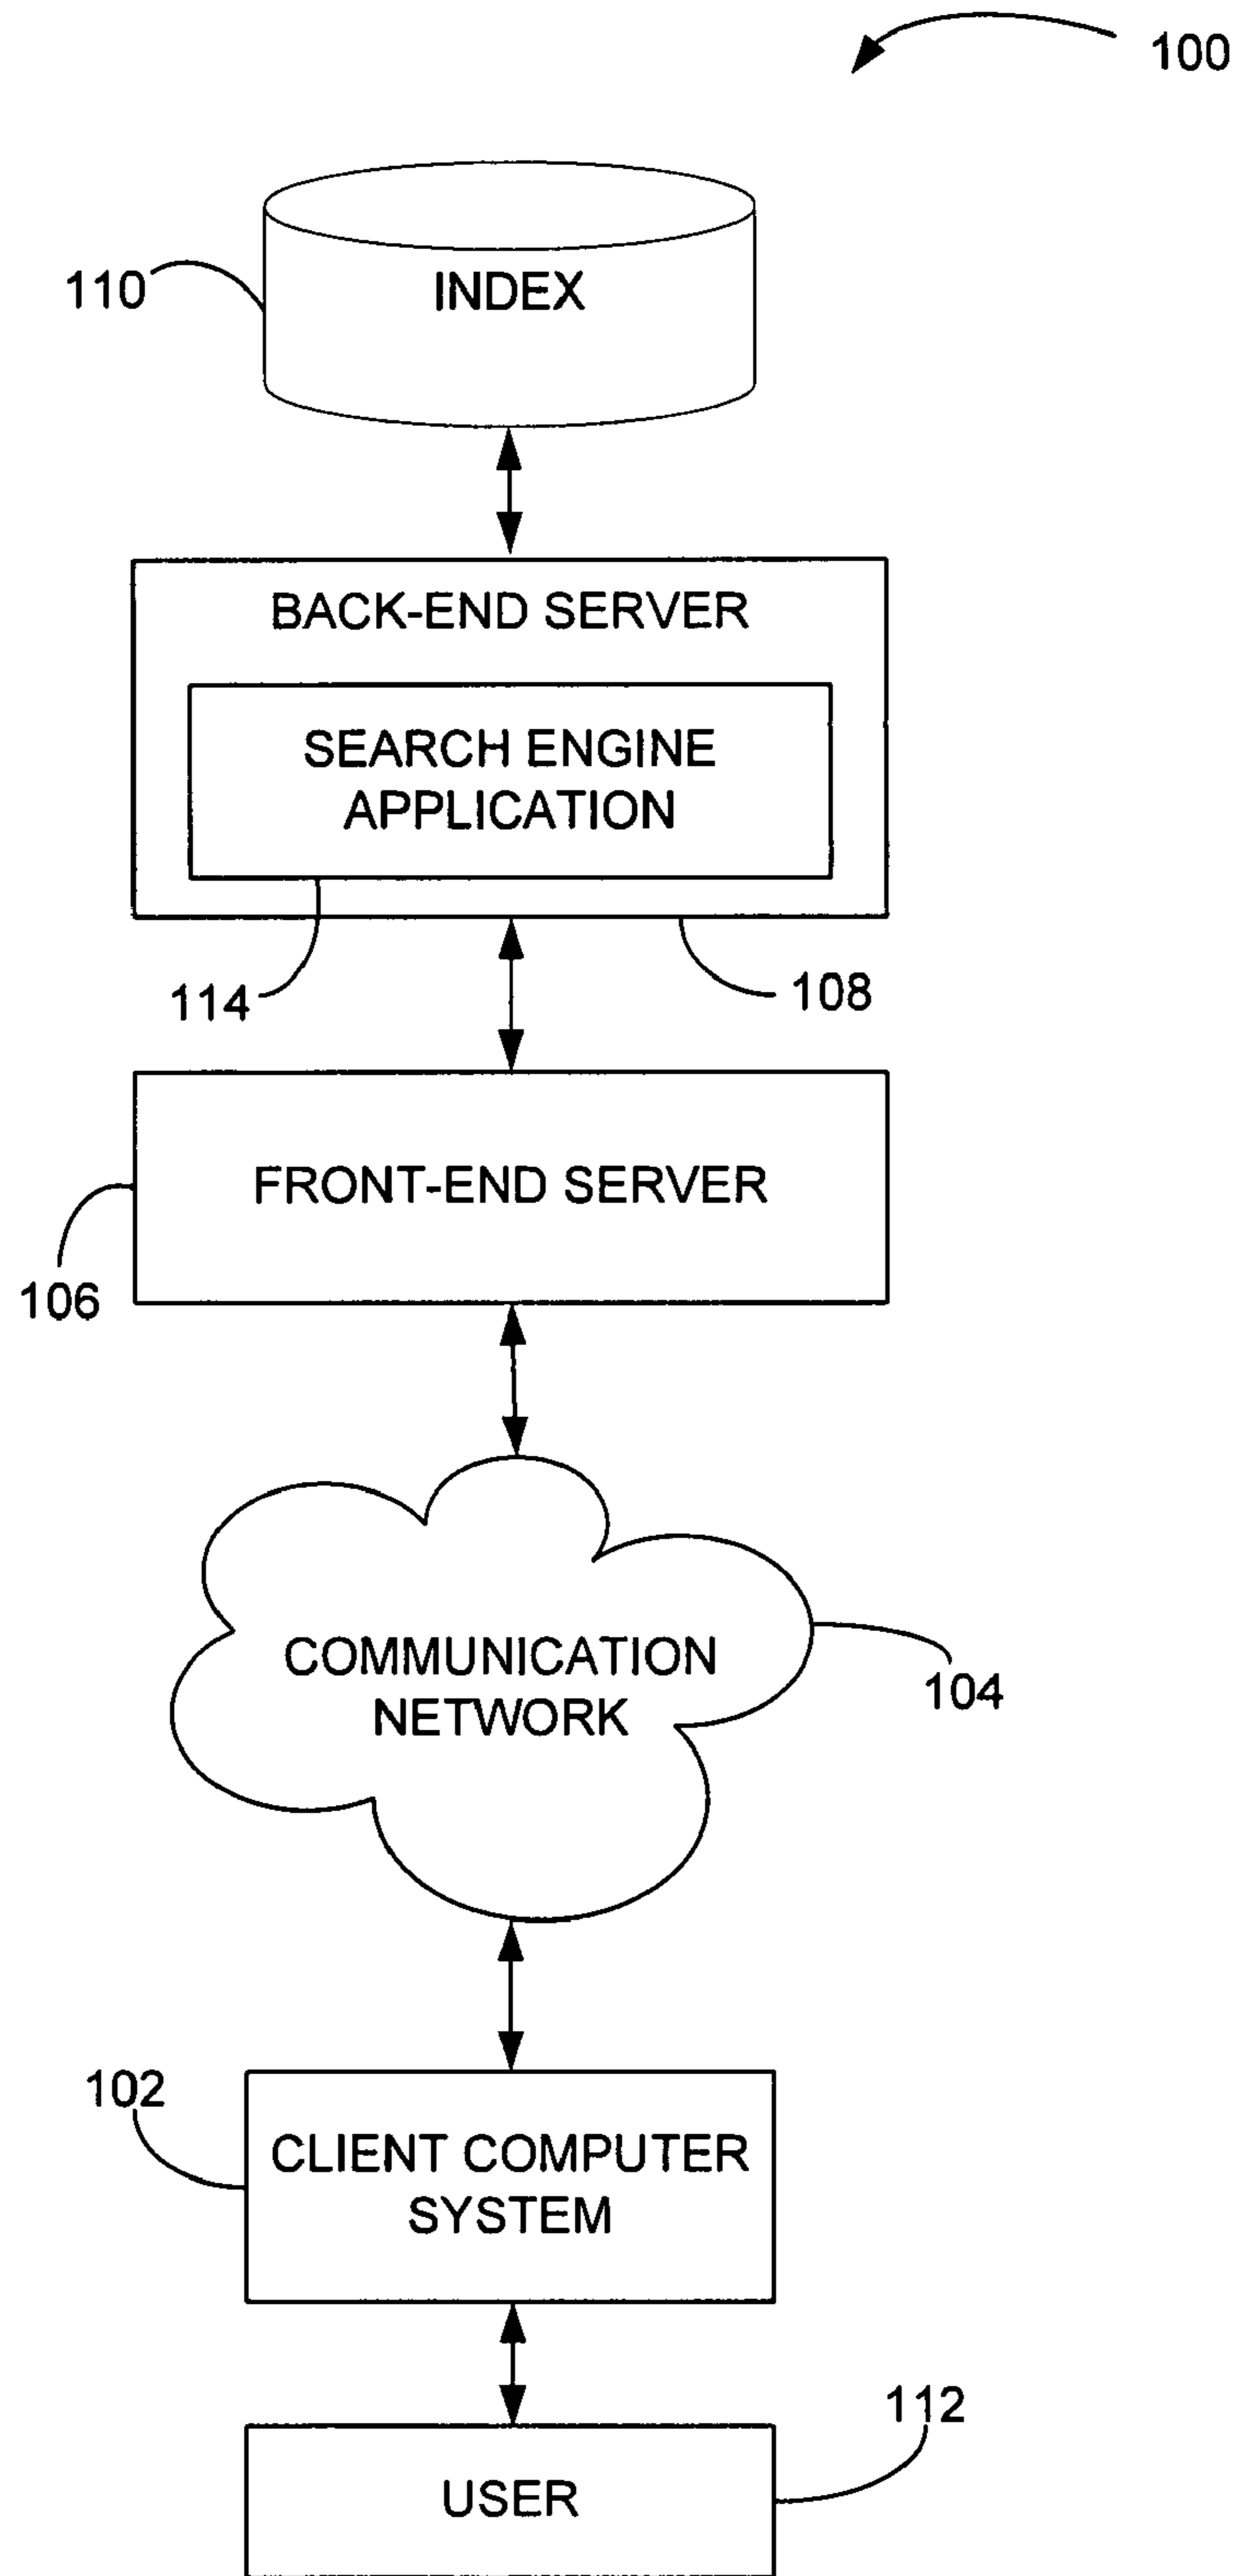 100
110
INDEX
BACK-END SERVER
SEARCH ENGINE
APPLICATION
114
108
FRONT-END SERVER
106
COMMUNICATION
NETWORK
104
102
CLIENT COMPUTER
SYSTEM
112
USER